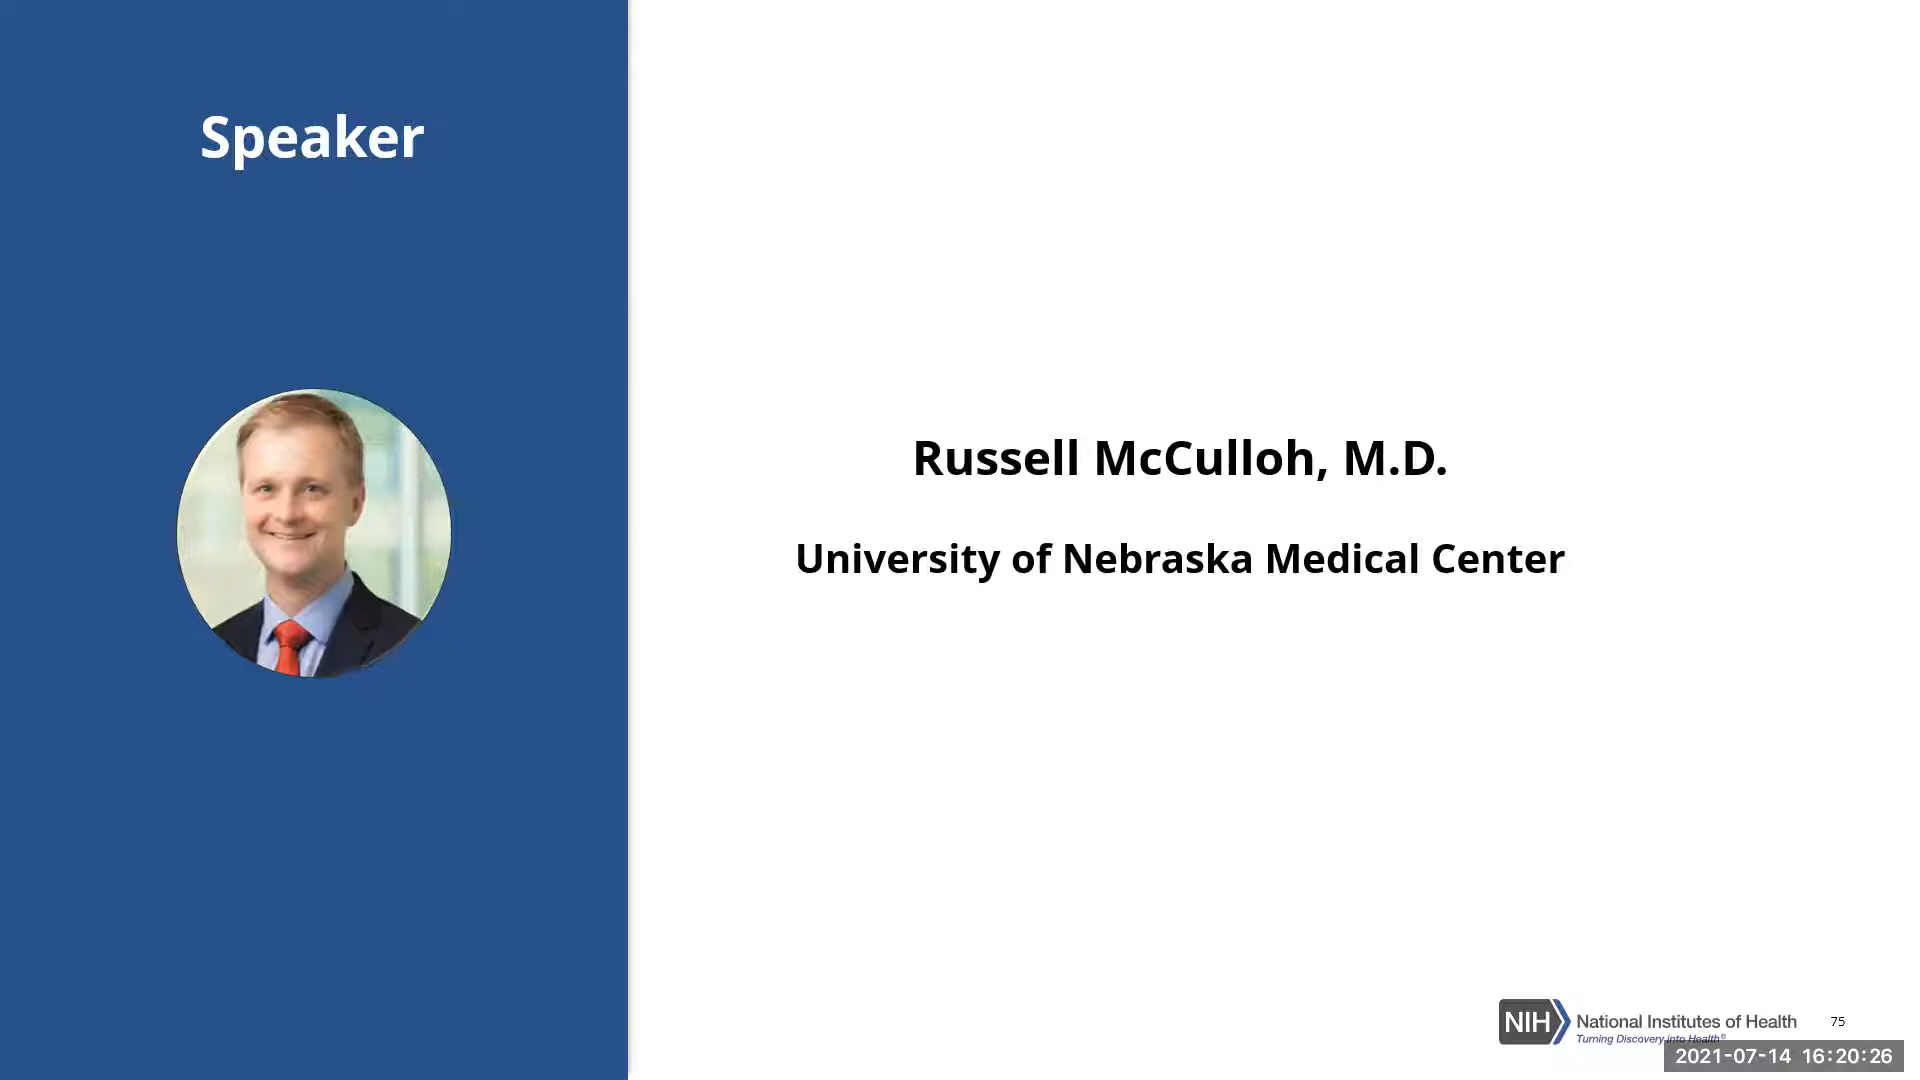 Speaker
Russell McCulloh, M.D.
University of Nebraska Medical Center
NIH National Institutes of Health
Turning Discovery into Health®
75
2021-07-14 16:20:26